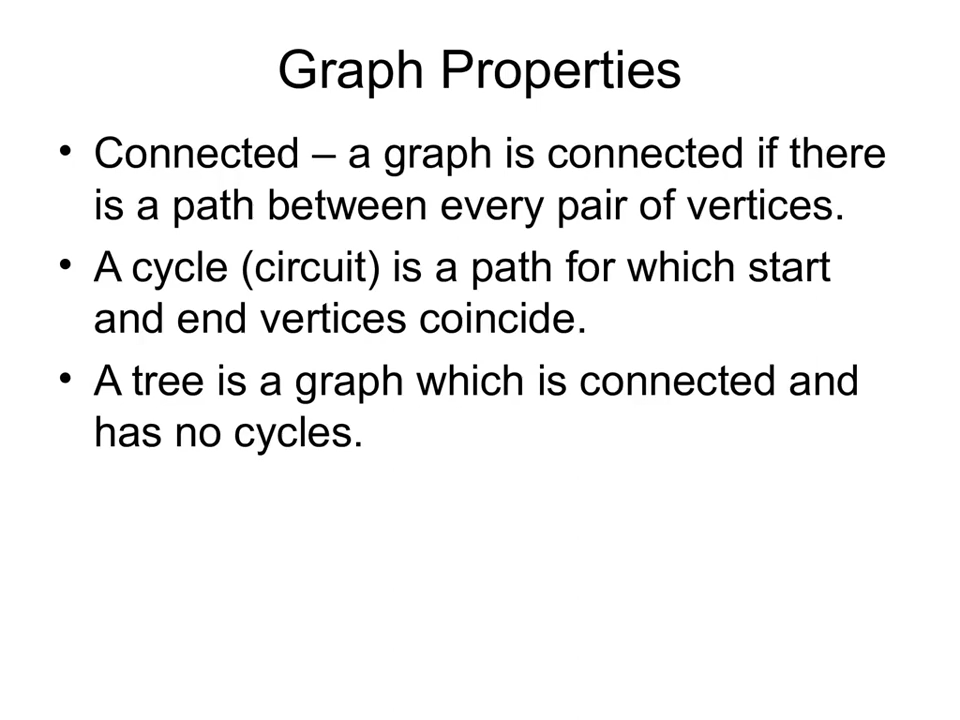 Graph Properties
• Connected – a graph is connected if there
is a path between every pair of vertices.
• A cycle (circuit) is a path for which start
and end vertices coincide.
• A tree is a graph which is connected and
has no cycles.